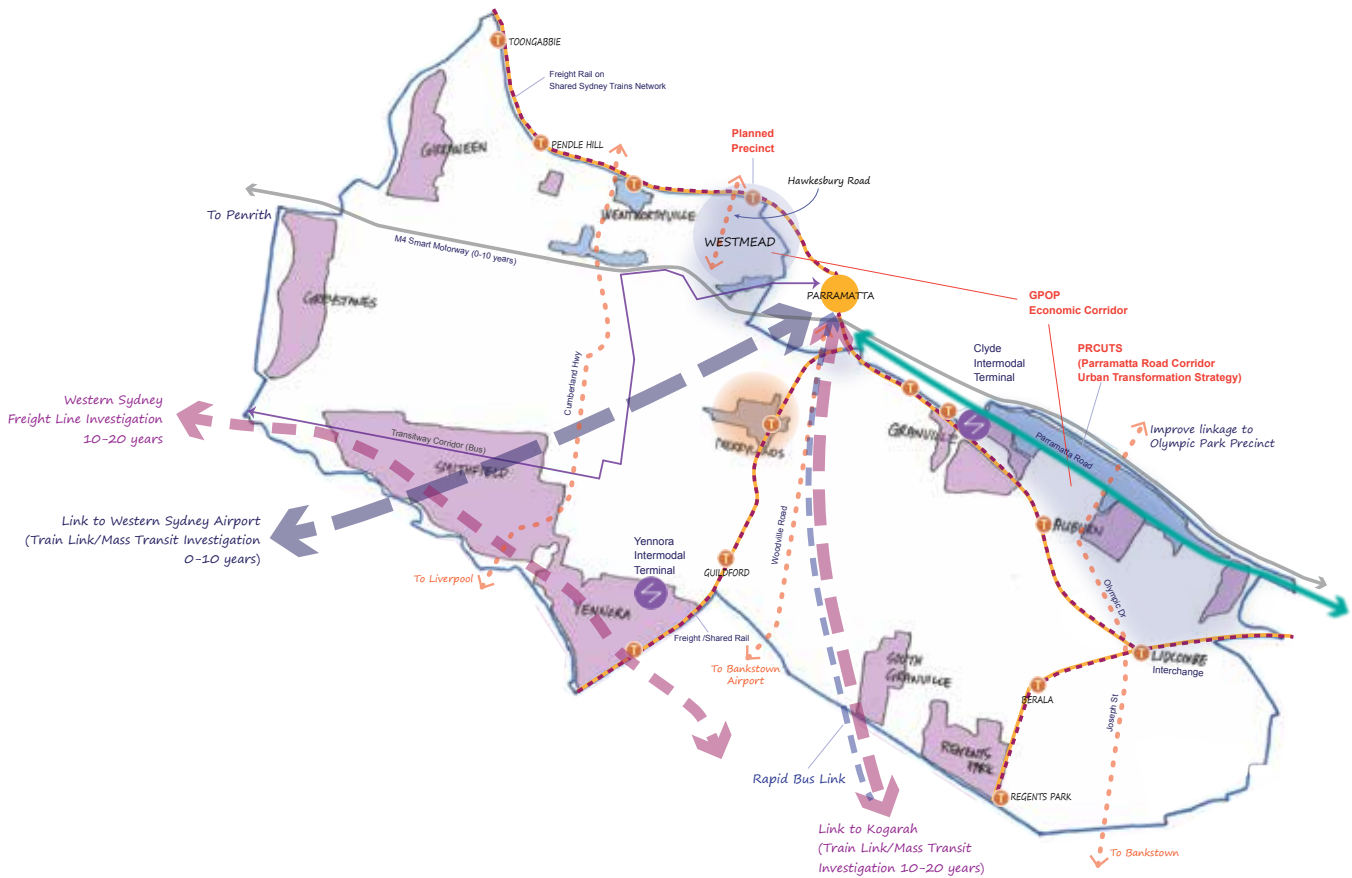 TOONGABBIE
Freight Rail on
Shared Sydney Trains Network
Planned
Precinct
PENDLE HILL
GIRRAWEEN
Hawkesbury Road
To Penrith
WENTWORTHVILLE
WESTMEAD
M4 Smart Motorway (0-10 years)
GREYSTANES
PARRAMATTA
GPOP
Economic Corridor
Clyde
Intermodal
Terminal
PRCUTS
(Parramatta Road Corridor
Urban Transformation Strategy)
Cumberland Hwy
Western Sydney
Freight Line Investigation
10-20 years
Transitway Corridor (Bus)
SMITHFIELD
MERRYLANDS
GRANVILLE
Parramatta Road
Improve linkage to
Olympic Park Precinct
Link to Western Sydney Airport
(Train Link/Mass Transit Investigation
0-10 years)
Woodville Road
AUBURN
Yennora
Intermodal
Terminal
To Liverpool
GUILDFORD
YENNORA
Freight /Shared Rail
Olympic Dr
To Bankstown
Airport
SOUTH
GRANVILLE
LIDCOMBE
Interchange
BERALA
Joseph St
REGENTS
PARK
Rapid Bus Link
REGENTS PARK
Link to Kogarah
(Train Link/Mass Transit
Investigation 10-20 years)
To Bankstown
T
T
T
T
T
T
T
T
T
T
T
T
T